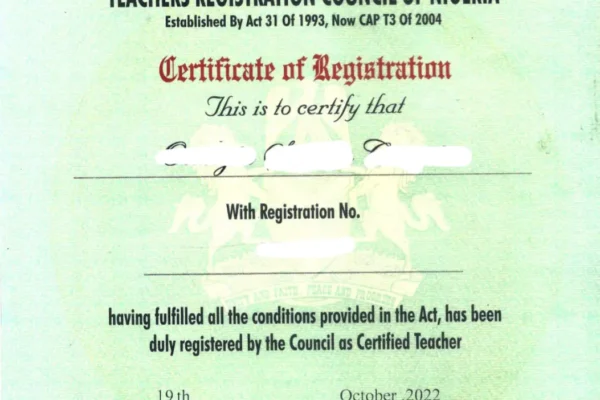 TEACHERS REGISTRATION COUNCIL OF NIGERIA
Established By Act 31 Of 1993, Now CAP T3 Of 2004
Certificate of Registration
This is to certify that
With Registration No.
having fulfilled all the conditions provided in the Act, has been
duly registered by the Council as Certified Teacher
19th October ,2022